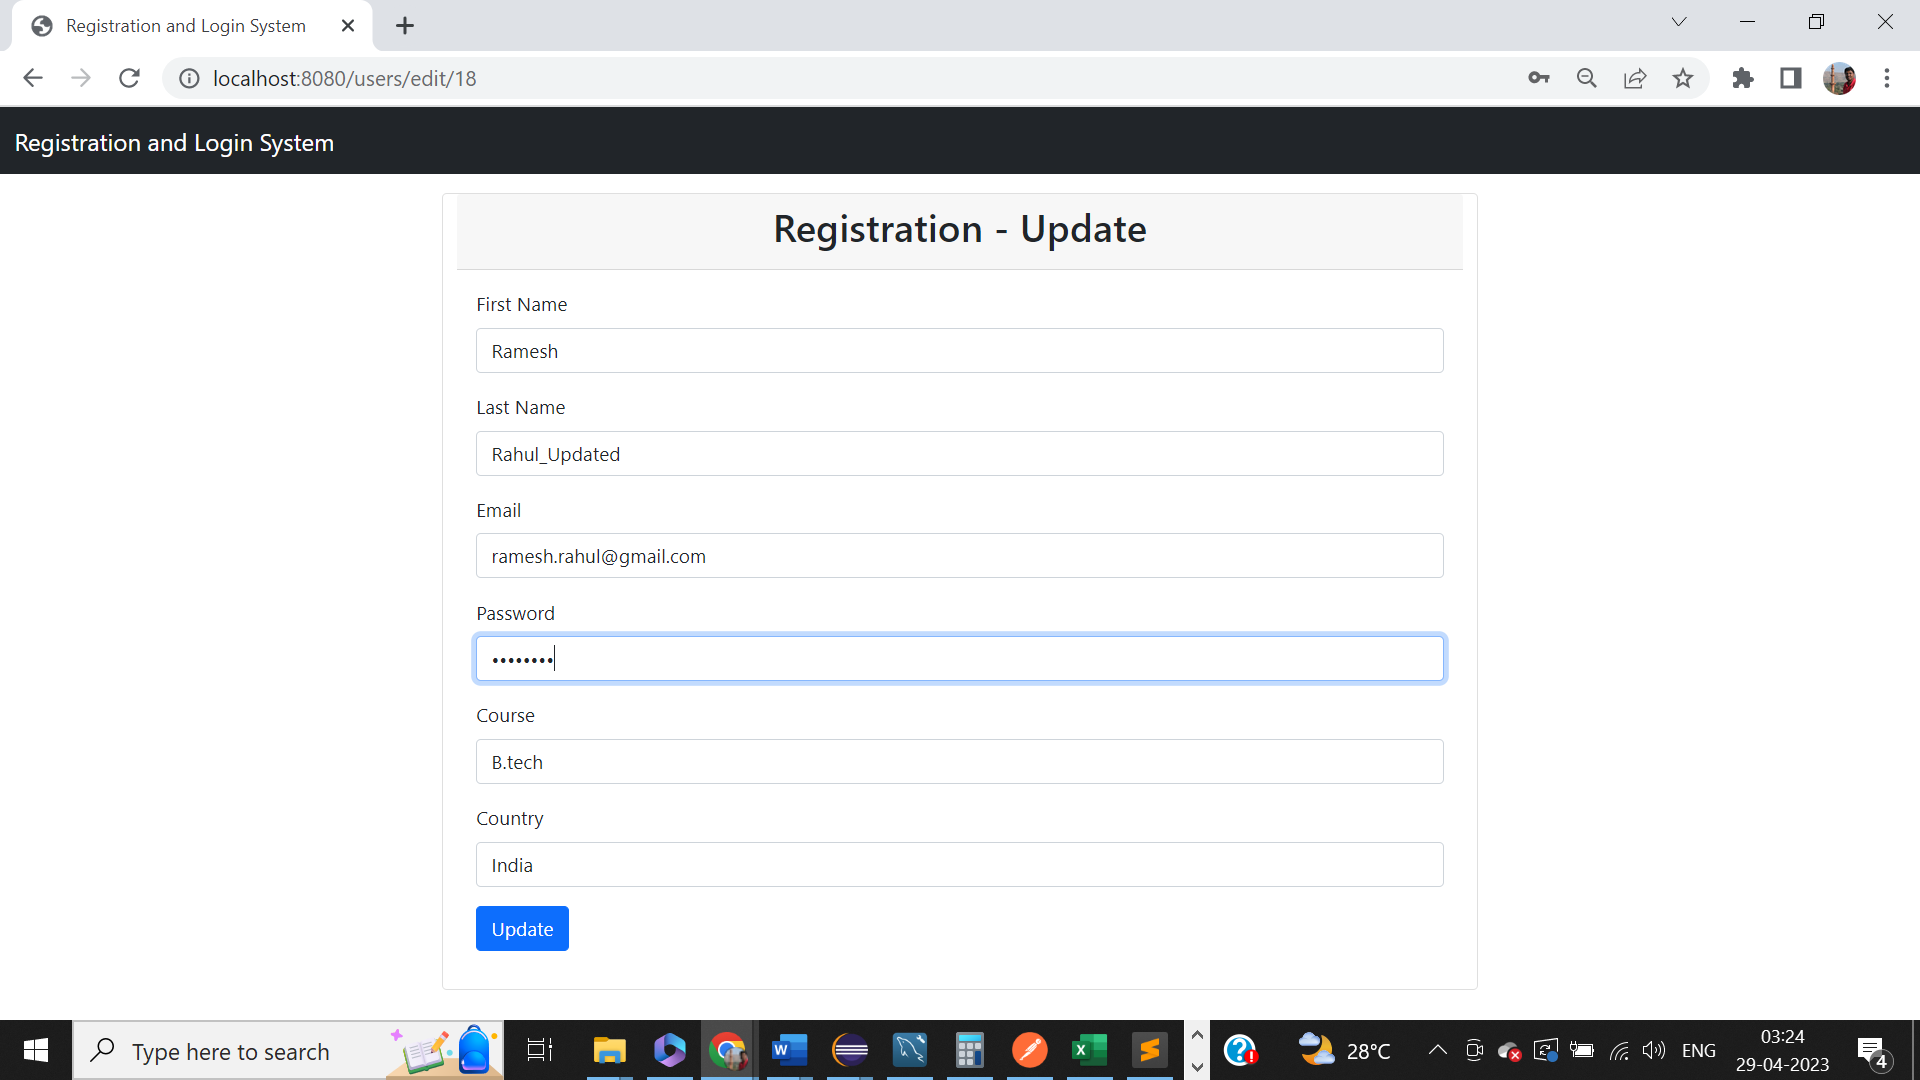 Registration and Login System
localhost:8080/users/edit/18
Registration and Login System
Registration - Update
First Name
Ramesh
Last Name
Rahul_Updated
Email
ramesh.rahul@gmail.com
Password
••••••••
Course
B.tech
Country
India
Update
Type here to search
28°C
ENG
03:24
29-04-2023
4